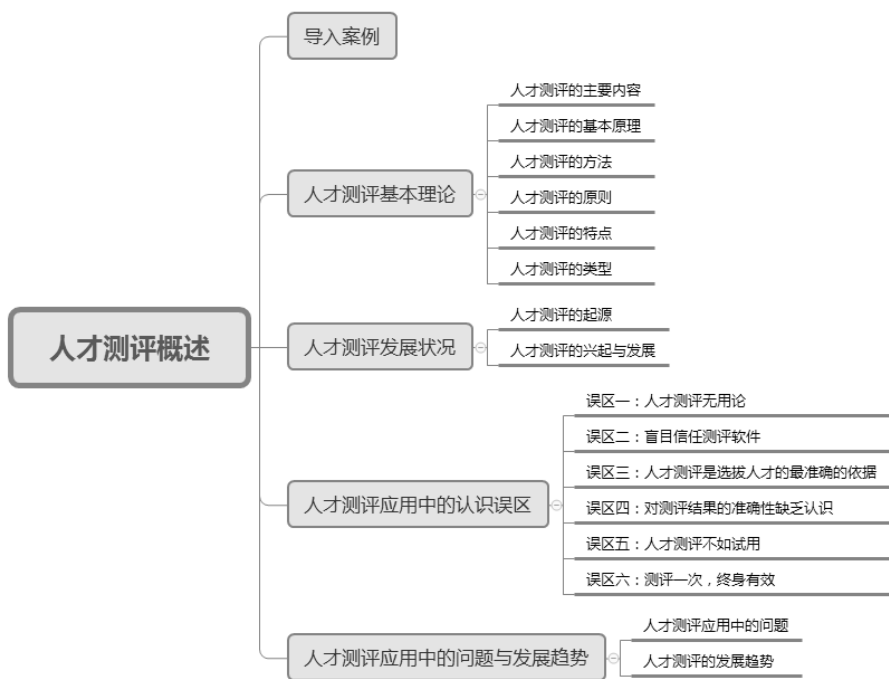 导入案例
人才测评的主要内容
人才测评的基本原理
人才测评的方法
人才测评基本理论
人才测评的原则
人才测评的特点
人才测评的类型
人才测评的起源
人才测评概述
人才测评发展状况
人才测评的兴起与发展
误区一：人才测评无用论
误区二：盲目信任测评软件
误区三：人才测评是选拔人才的最准确的依据
人才测评应用中的认识误区
误区四：对测评结果的准确性缺乏认识
误区五：人才测评不如试用
误区六：测评一次，终身有效
人才测评应用中的问题
人才测评应用中的问题与发展趋势
人才测评的发展趋势